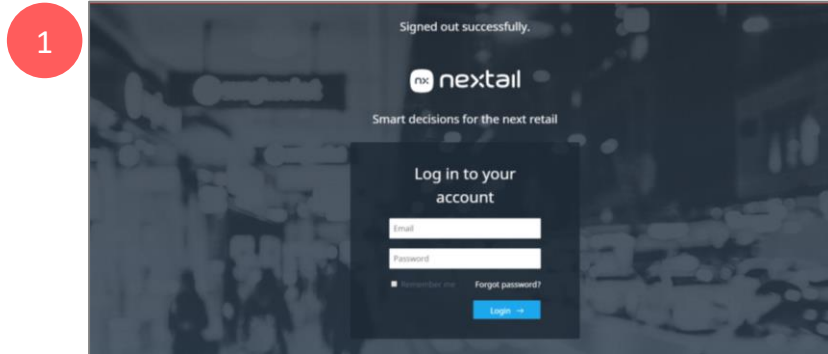 1
Signed out successfully.
nx nextail
Smart decisions for the next retail
Log in to your
account
Email
Password
Remember me Forgot password?
Login →